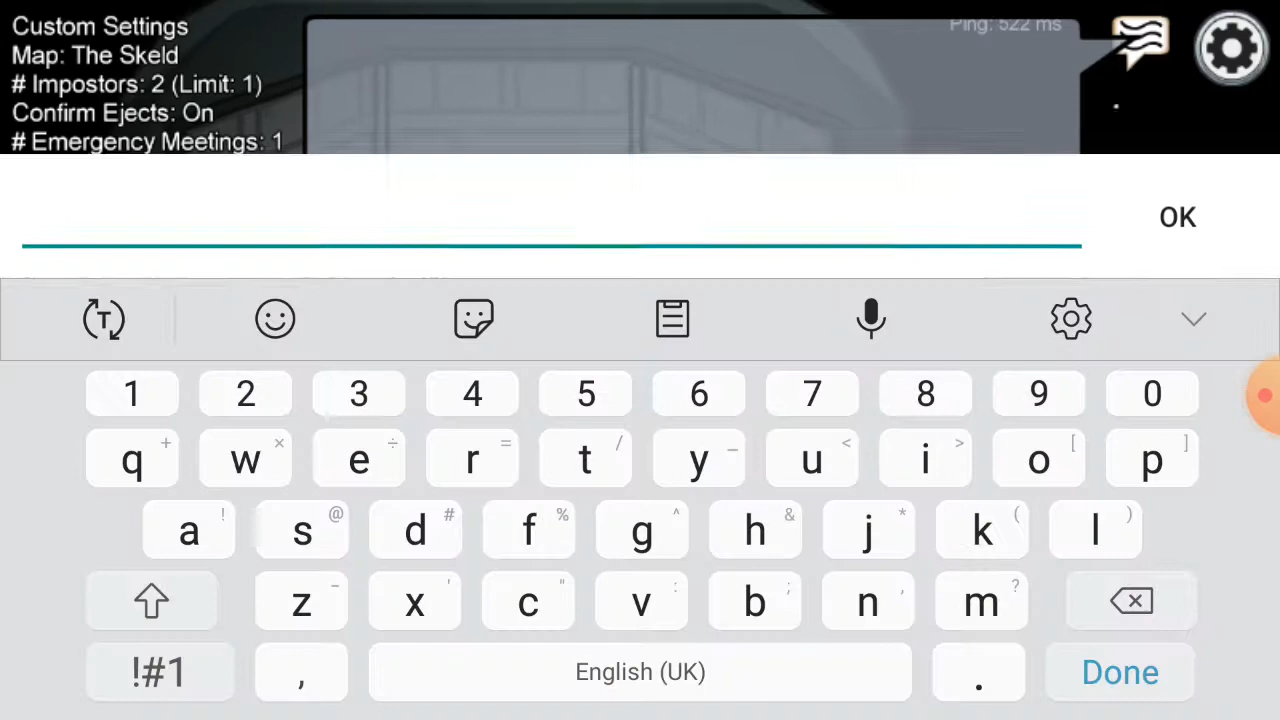 Custom Settings
Ping: 522 ms
Map: The Skeld
# Impostors: 2 (Limit: 1)
Confirm Ejects: On
# Emergency Meetings: 1
OK
T
1 2 3 4 5 6 7 8 9 0
q + w × e ÷ r = t / y _ u < i > o [ p ]
a ! s @ d # f % g ^ h & j * k ( l )
z - x ' c " v : b ; n , m ?
!#1 , English (UK) . Done